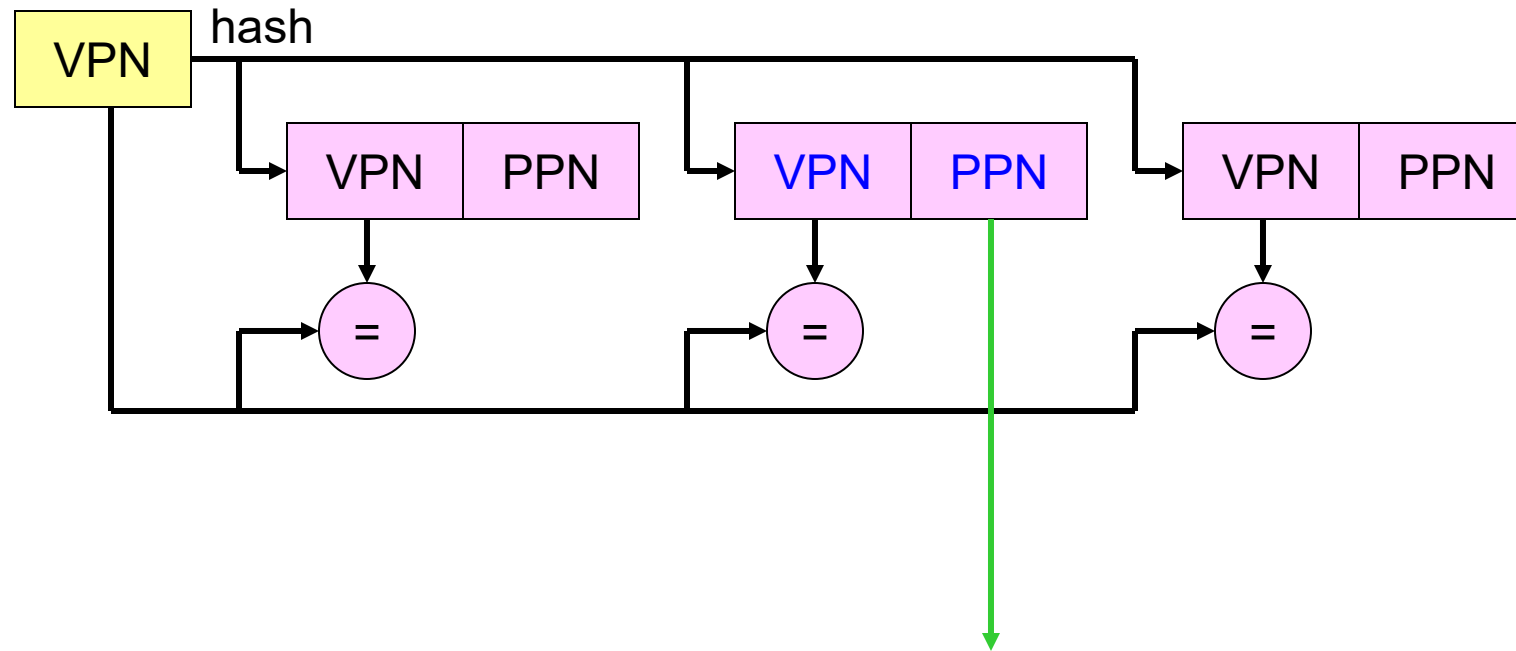 hash
VPN
VPN PPN VPN PPN VPN PPN
= = =